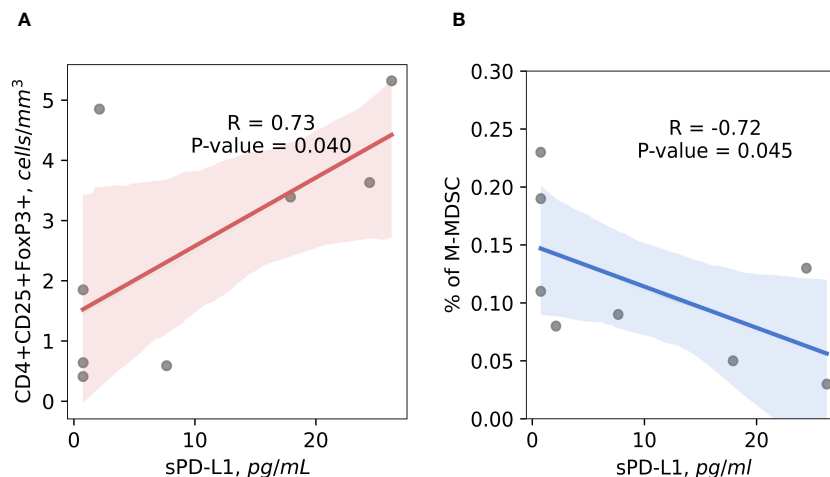 A
CD4+CD25+FoxP3+, cells/mm³
5
4
3
2
1
0
R = 0.73
P-value = 0.040
0 10 20
sPD-L1, pg/mL
B
% of M-MDSC
0.30
0.25
0.20
0.15
0.10
0.05
0.00
R = -0.72
P-value = 0.045
0 10 20
sPD-L1, pg/ml